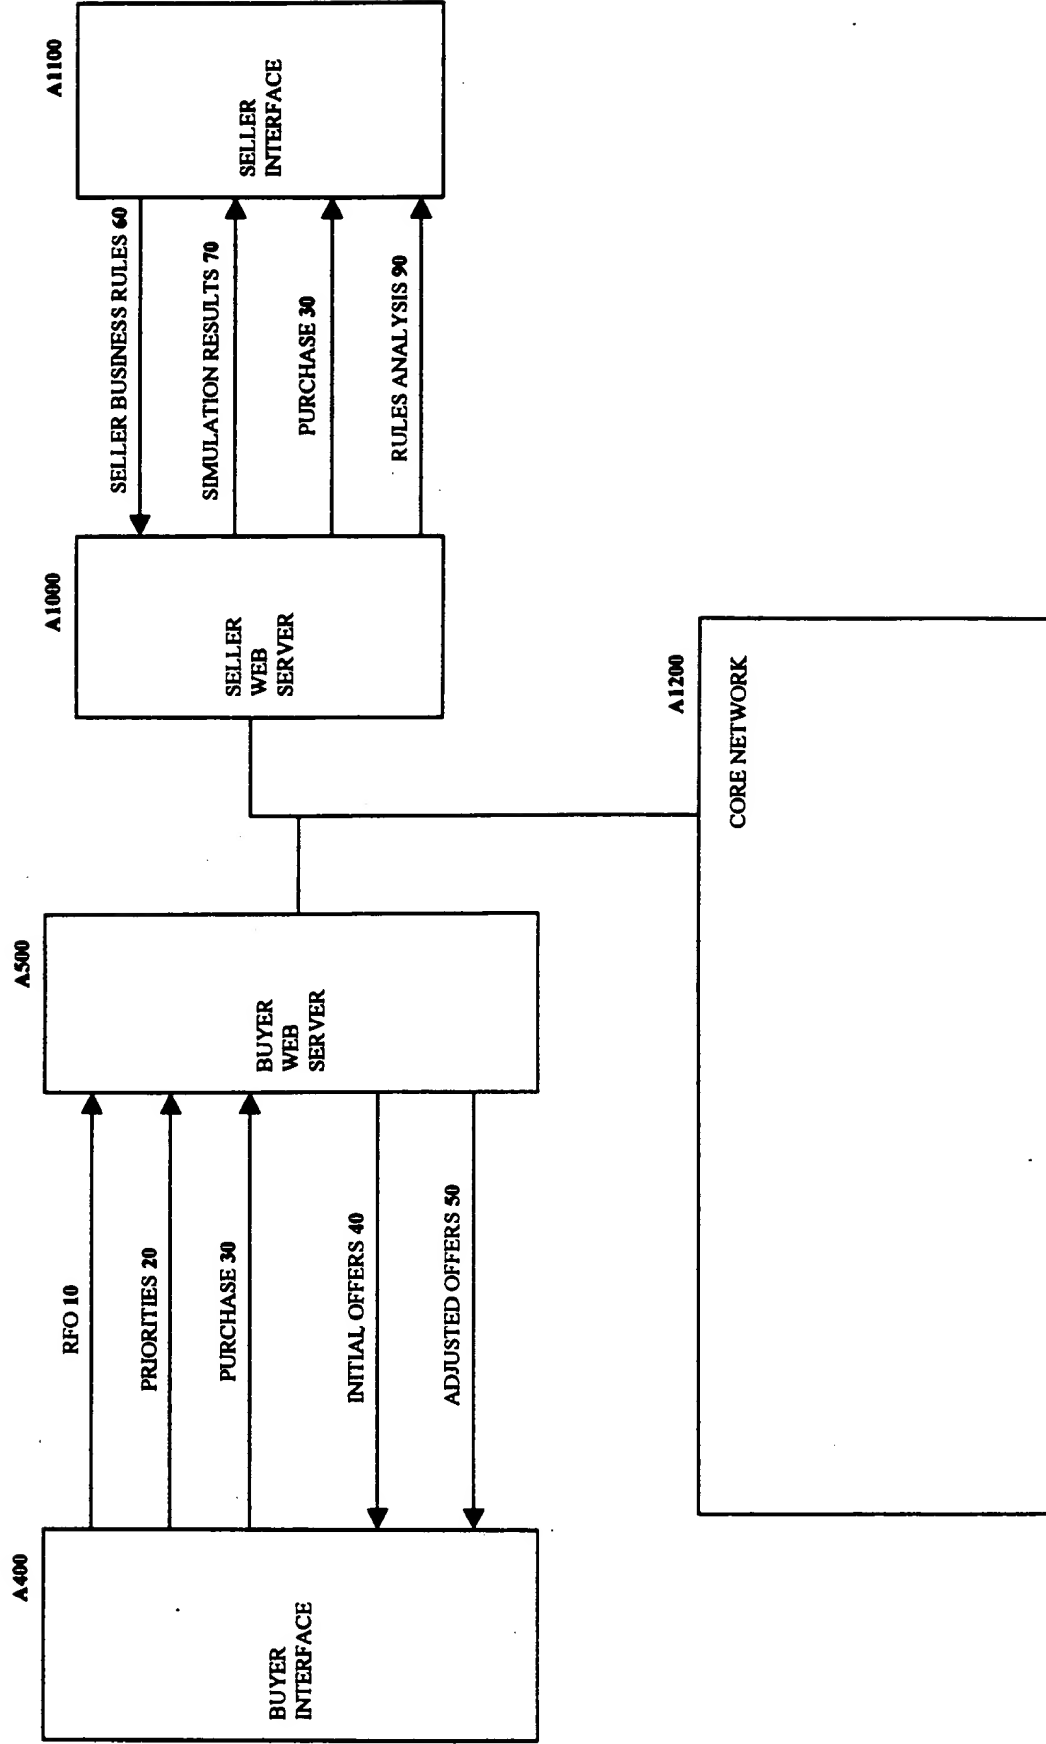 A400
BUYER
INTERFACE
RFO 10
PRIORITIES 20
PURCHASE 30
INITIAL OFFERS 40
ADJUSTED OFFERS 50
A500
BUYER
WEB
SERVER
A1000
SELLER
WEB
SERVER
SELLER BUSINESS RULES 60
SIMULATION RESULTS 70
PURCHASE 30
RULES ANALYSIS 90
A1100
SELLER
INTERFACE
A1200
CORE NETWORK